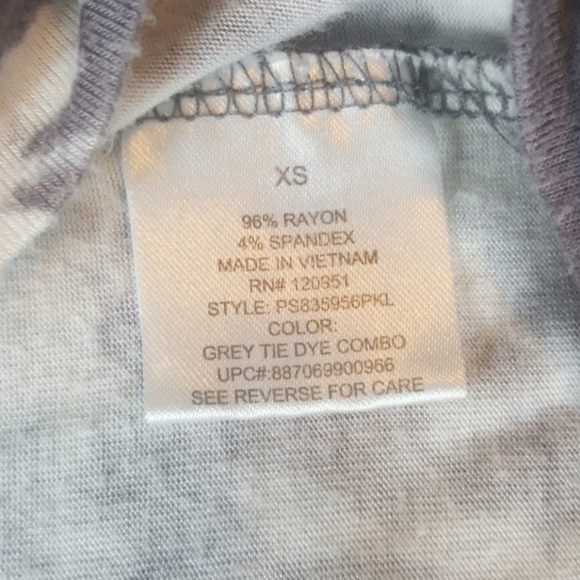 XS
96% RAYON
4% SPANDEX
MADE IN VIETNAM
RN# 120951
STYLE: PS835956PKL
COLOR:
GREY TIE DYE COMBO
UPC#:887069900966
SEE REVERSE FOR CARE